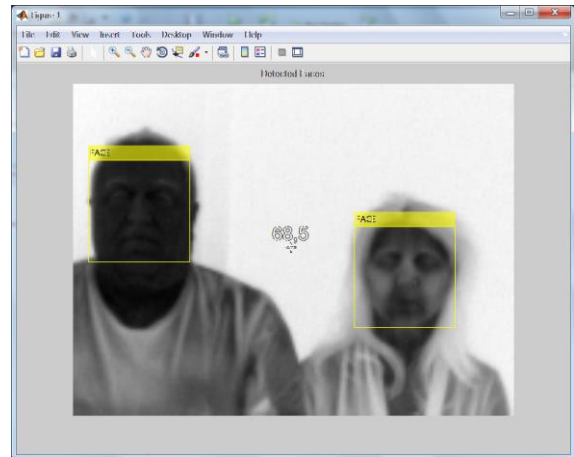 Figure 1
File Edit View Insert Tools Desktop Window Help
Detected Faces
FACE
68,5
FACE